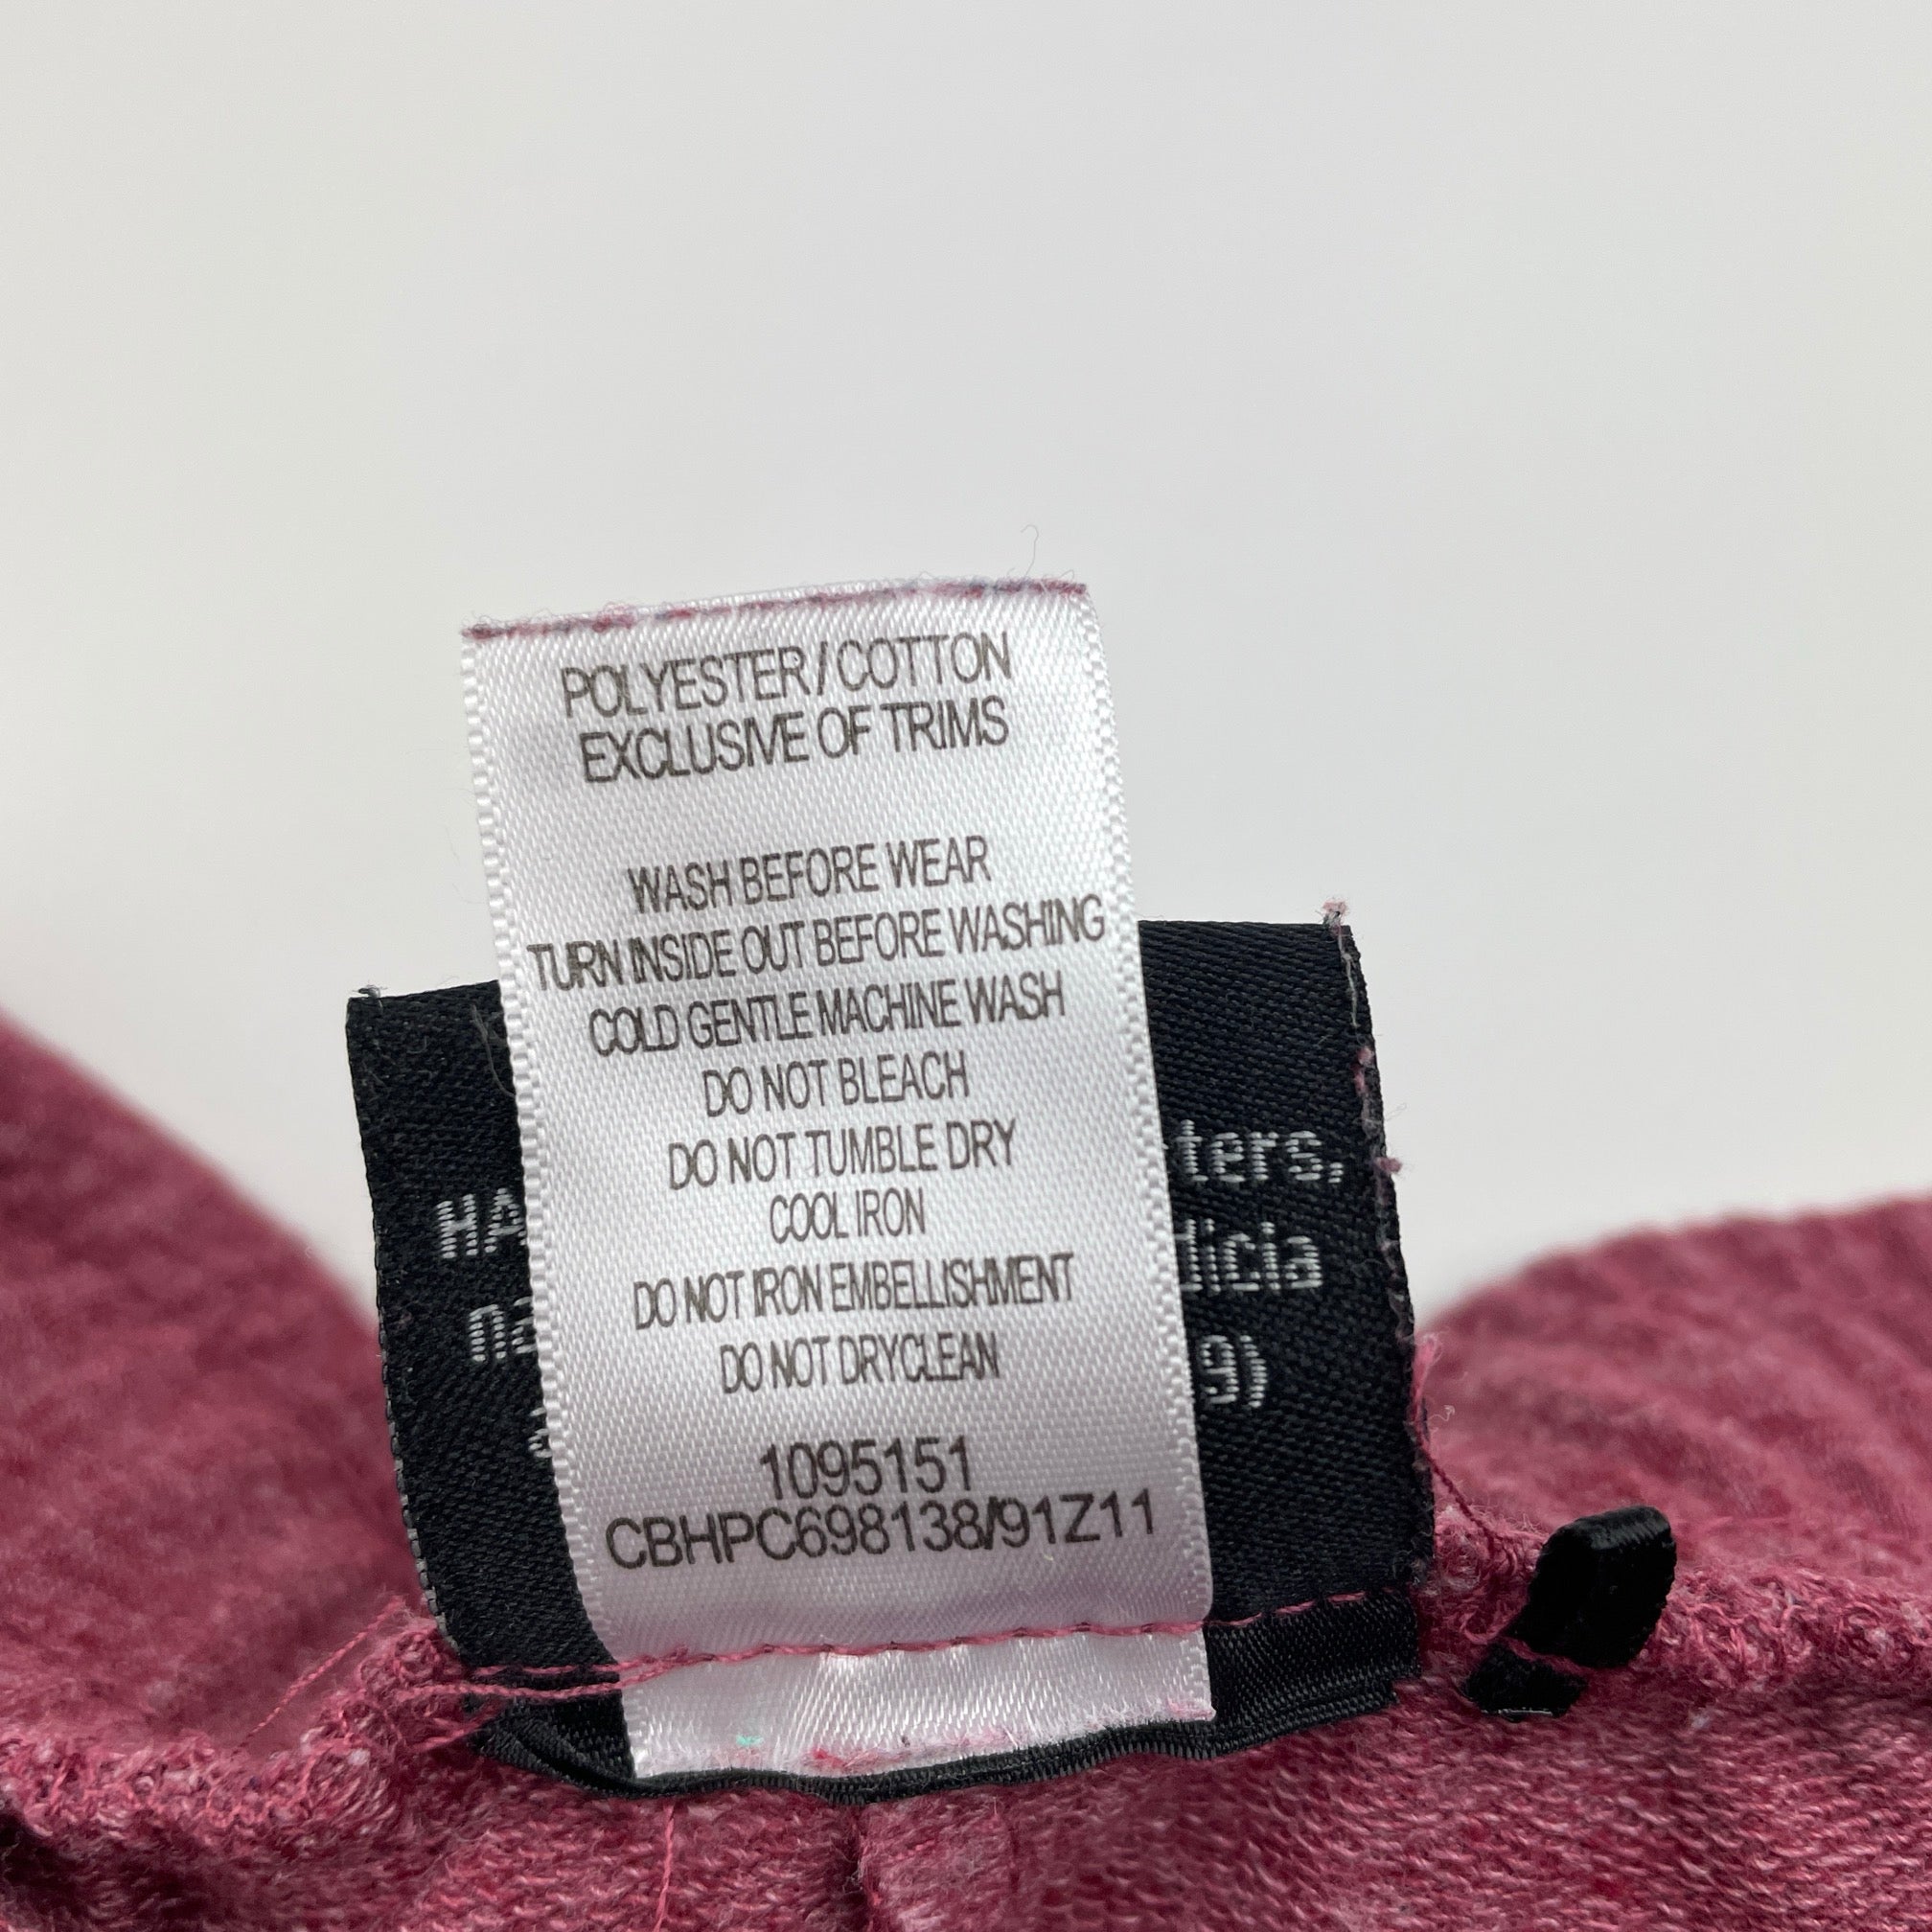 POLYESTER/COTTON
EXCLUSIVE OF TRIMS
WASH BEFORE WEAR
TURN INSIDE OUT BEFORE WASHING
COLD GENTLE MACHINE WASH
DO NOT BLEACH
DO NOT TUMBLE DRY
COOL IRON
DO NOT IRON EMBELLISHMENT
DO NOT DRYCLEAN
1095151
CBHPC698138/91Z11